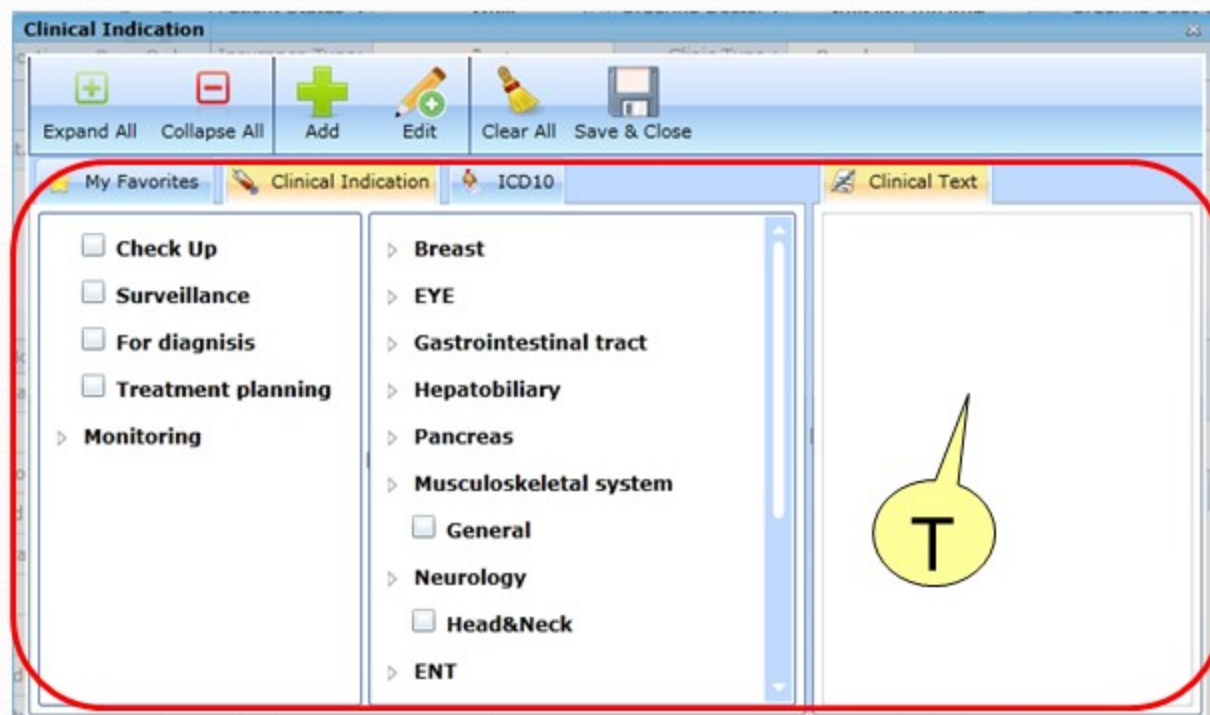 Clinical Indication
Expand All Collapse All Add Edit Clear All Save & Close
My Favorites Clinical Indication ICD10 Clinical Text
Check Up
Surveillance
For diagnisis
Treatment planning
Monitoring
Breast
EYE
Gastrointestinal tract
Hepatobiliary
Pancreas
Musculoskeletal system
General
Neurology
Head&Neck
ENT
T